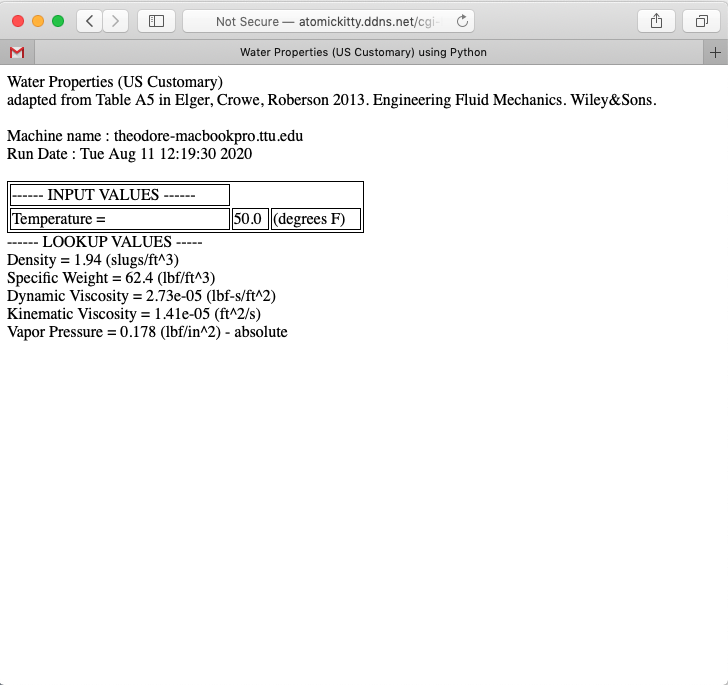 Not Secure — atomickitty.ddns.net/cgi-
Water Properties (US Customary) using Python
Water Properties (US Customary)
adapted from Table A5 in Elger, Crowe, Roberson 2013. Engineering Fluid Mechanics. Wiley&Sons.
Machine name : theodore-macbookpro.ttu.edu
Run Date : Tue Aug 11 12:19:30 2020
------ INPUT VALUES ------
Temperature = 50.0 (degrees F)
------ LOOKUP VALUES -----
Density = 1.94 (slugs/ft^3)
Specific Weight = 62.4 (lbf/ft^3)
Dynamic Viscosity = 2.73e-05 (lbf-s/ft^2)
Kinematic Viscosity = 1.41e-05 (ft^2/s)
Vapor Pressure = 0.178 (lbf/in^2) - absolute